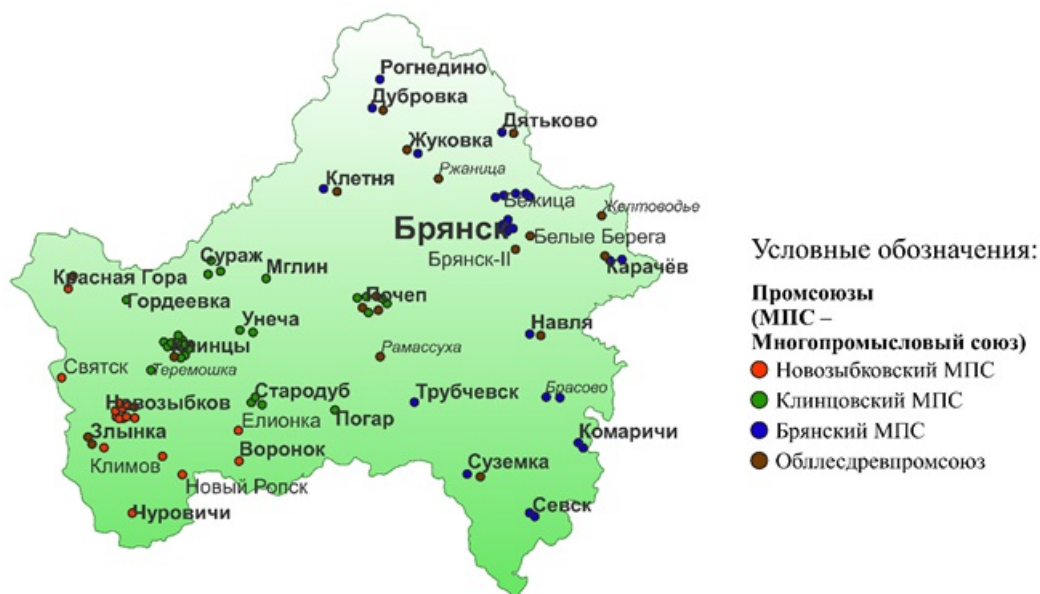 Рогнедино
Дубровка
Дятьково
Жуковка
Ржаница
Клетня
Бежица
Желтоводье
Брянск
Белые Берега
Брянск-II
Карачёв
Сураж
Мглин
Красная Гора
Гордеевка
Почеп
Унеча
Навля
Клинцы
Рамассуха
Святск
Теремошка
Стародуб
Трубчевск
Брасово
Новозыбков
Елионка
Погар
Злынка
Комаричи
Климов
Воронок
Суземка
Новый Ропск
Чуровичи
Севск
Условные обозначения:
Промсоюзы
(МПС –
Многопромысловый союз)
Новозыбковский МПС
Клинцовский МПС
Брянский МПС
Обллесдревпромсоюз